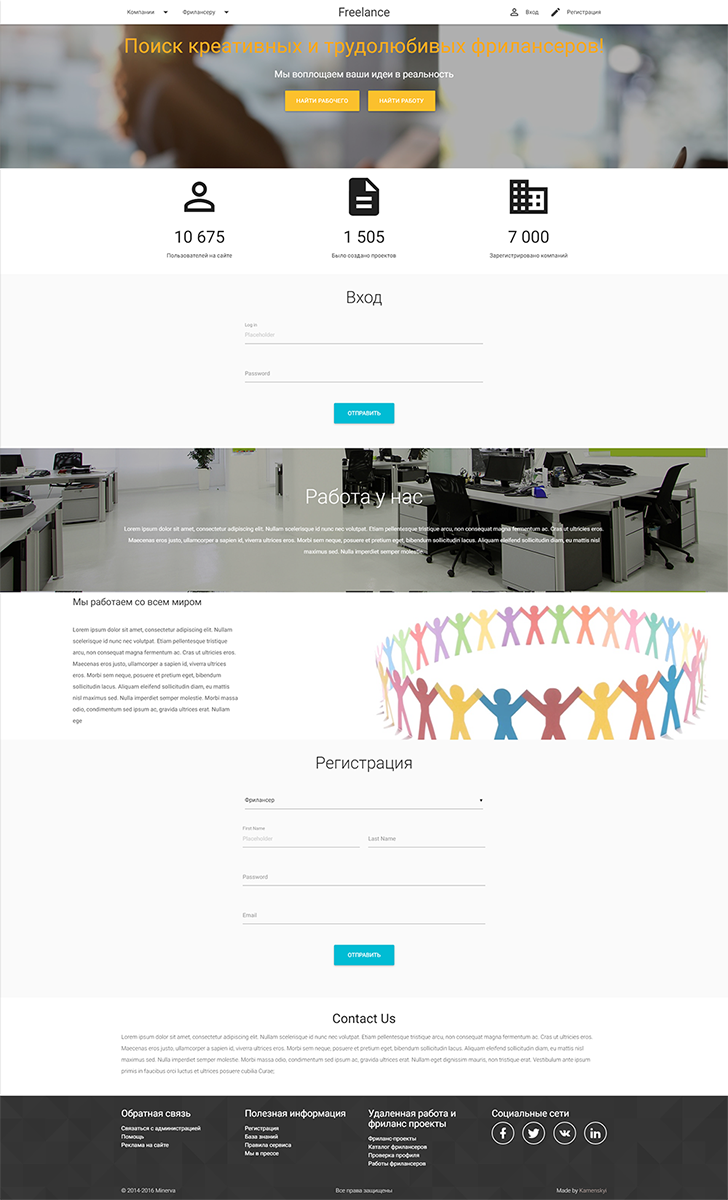 Компании
Фрилансеру
Freelance
Вход
Регистрация
Поиск креативных и трудолюбивых фрилансеров!
Мы воплощаем ваши идеи в реальность
НАЙТИ РАБОЧЕГО
НАЙТИ РАБОТУ
10 675
1 505
7 000
Пользователей на сайте
Было создано проектов
Зарегистрировано компаний
Вход
Log in
Placeholder
Password
ОТПРАВИТЬ
Работа у нас
Lorem ipsum dolor sit amet, consectetur adipiscing elit. Nullam scelerisque id nunc nec volutpat. Etiam pellentesque tristique arcu, non consequat magna fermentum ac. Cras ut ultricies eros.
Maecenas eros justo, ullamcorper a sapien id, viverra ultrices eros. Morbi sem neque, posuere et pretium eget, bibendum sollicitudin lacus. Aliquam eleifend sollicitudin diam, eu mattis nisl
maximus sed. Nulla imperdiet semper molestie.
Мы работаем со всем миром
Lorem ipsum dolor sit amet, consectetur adipiscing elit. Nullam
scelerisque id nunc nec volutpat. Etiam pellentesque tristique
arcu, non consequat magna fermentum ac. Cras ut ultricies eros.
Maecenas eros justo, ullamcorper a sapien id, viverra ultrices
eros. Morbi sem neque, posuere et pretium eget, bibendum
sollicitudin lacus. Aliquam eleifend sollicitudin diam, eu mattis
nisl maximus sed. Nulla imperdiet semper molestie. Morbi massa
odio, condimentum sed ipsum ac, gravida ultrices erat. Nullam
ege
Регистрация
Фрилансер
First Name
Placeholder
Last Name
Password
Email
ОТПРАВИТЬ
Contact Us
Lorem ipsum dolor sit amet, consectetur adipiscing elit. Nullam scelerisque id nunc nec volutpat. Etiam pellentesque tristique arcu, non consequat magna fermentum ac. Cras ut ultricies eros.
Maecenas eros justo, ullamcorper a sapien id, viverra ultrices eros. Morbi sem neque, posuere et pretium eget, bibendum sollicitudin lacus. Aliquam eleifend sollicitudin diam, eu mattis nisl
maximus sed. Nulla imperdiet semper molestie. Morbi massa odio, condimentum sed ipsum ac, gravida ultrices erat. Nullam eget dignissim mauris, non tristique erat. Vestibulum ante ipsum
primis in faucibus orci luctus et ultrices posuere cubilia Curae;
Обратная связь
Связаться с администрацией
Помощь
Реклама на сайте
Полезная информация
Регистрация
База знаний
Правила сервиса
Мы в прессе
Удаленная работа и
фриланс проекты
Фриланс-проекты
Каталог фрилансеров
Проверка профиля
Работы фрилансеров
Социальные сети
© 2014-2016 Minerva
Все права защищены
Made by Kamenskyi